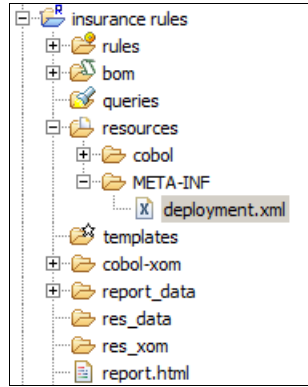 insurance rules
rules
bom
queries
resources
cobol
META-INF
deployment.xml
templates
cobol-xom
report_data
res_data
res_xom
report.html